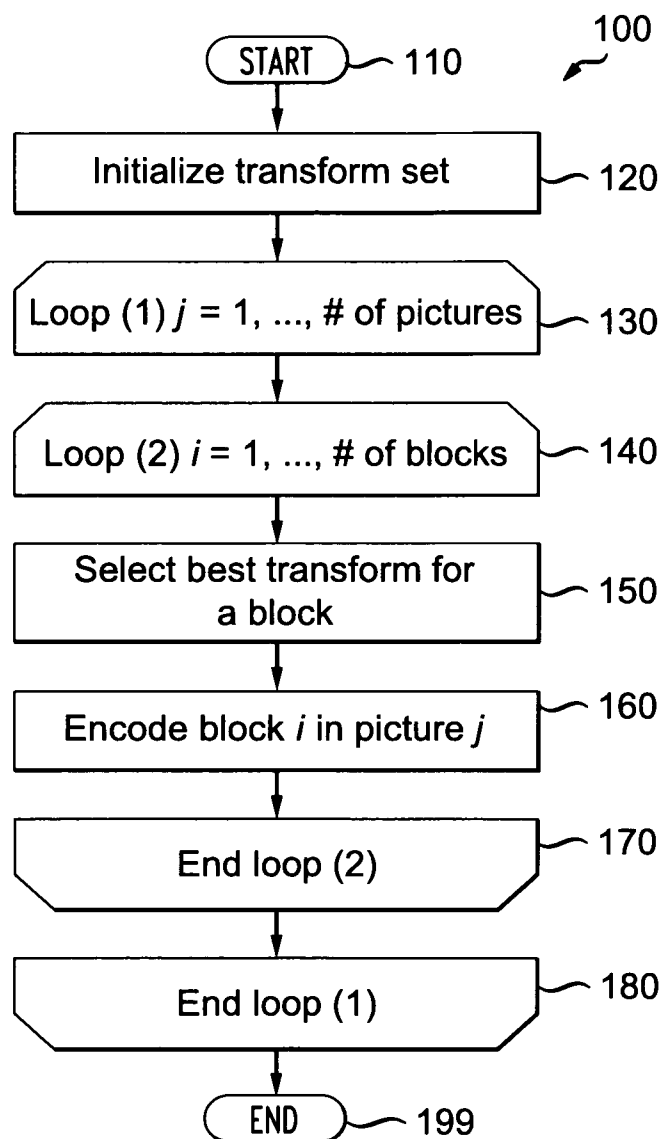 100
START
110
Initialize transform set
120
Loop (1) j = 1, ..., # of pictures
130
Loop (2) i = 1, ..., # of blocks
140
Select best transform for
a block
150
Encode block i in picture j
160
End loop (2)
170
End loop (1)
180
END
199